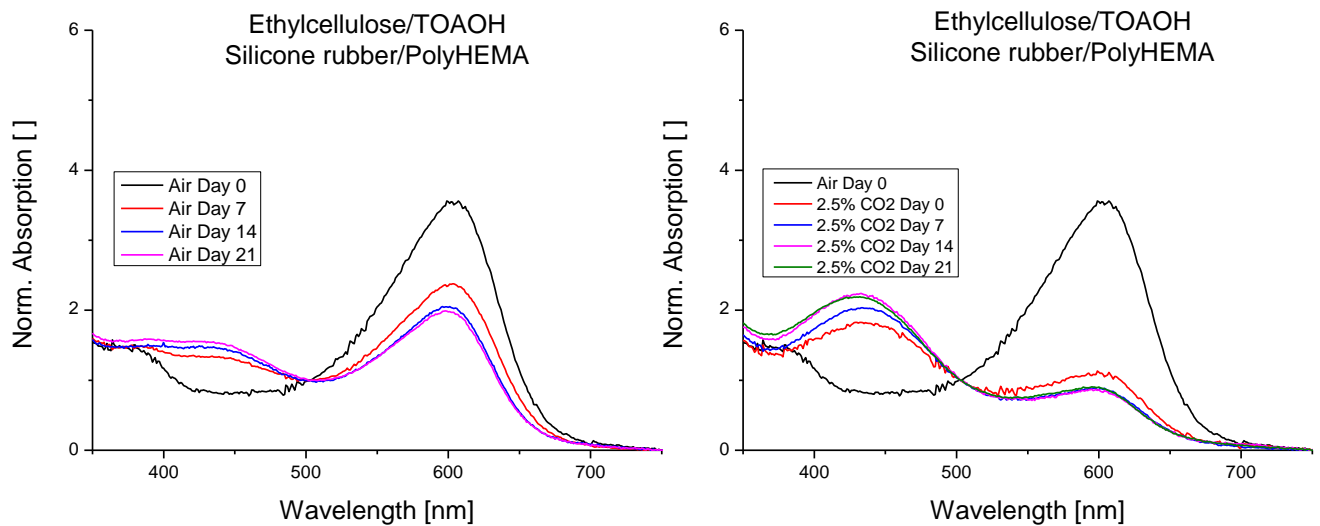 Ethylcellulose/TOAOH
Silicone rubber/PolyHEMA
6
4
2
0
Norm. Absorption [ ]
Air Day 0
Air Day 7
Air Day 14
Air Day 21
400 500 600 700
Wavelength [nm]
Ethylcellulose/TOAOH
Silicone rubber/PolyHEMA
6
4
2
0
Norm. Absorption [ ]
Air Day 0
2.5% CO2 Day 0
2.5% CO2 Day 7
2.5% CO2 Day 14
2.5% CO2 Day 21
400 500 600 700
Wavelength [nm]